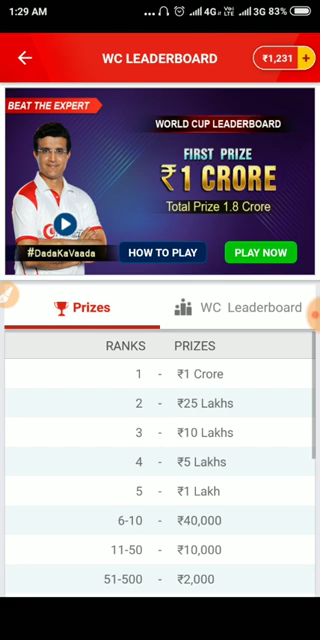 1:29 AM ... 4G VoLTE 3G 83%
WC LEADERBOARD
₹1,231 +
BEAT THE EXPERT
WORLD CUP LEADERBOARD
FIRST PRIZE
₹1 CRORE
Total Prize 1.8 Crore
#DadaKaVaada
HOW TO PLAY
PLAY NOW
Prizes
WC Leaderboard
RANKS PRIZES
1 - ₹1 Crore
2 - ₹25 Lakhs
3 - ₹10 Lakhs
4 - ₹5 Lakhs
5 - ₹1 Lakh
6-10 - ₹40,000
11-50 - ₹10,000
51-500 - ₹2,000